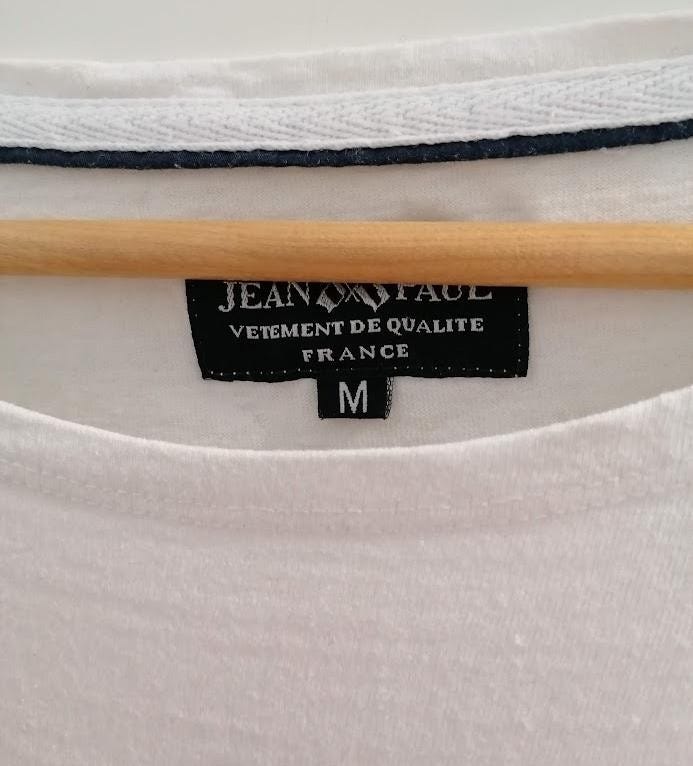 JEAN PAUL
VETEMENT DE QUALITE
FRANCE
M